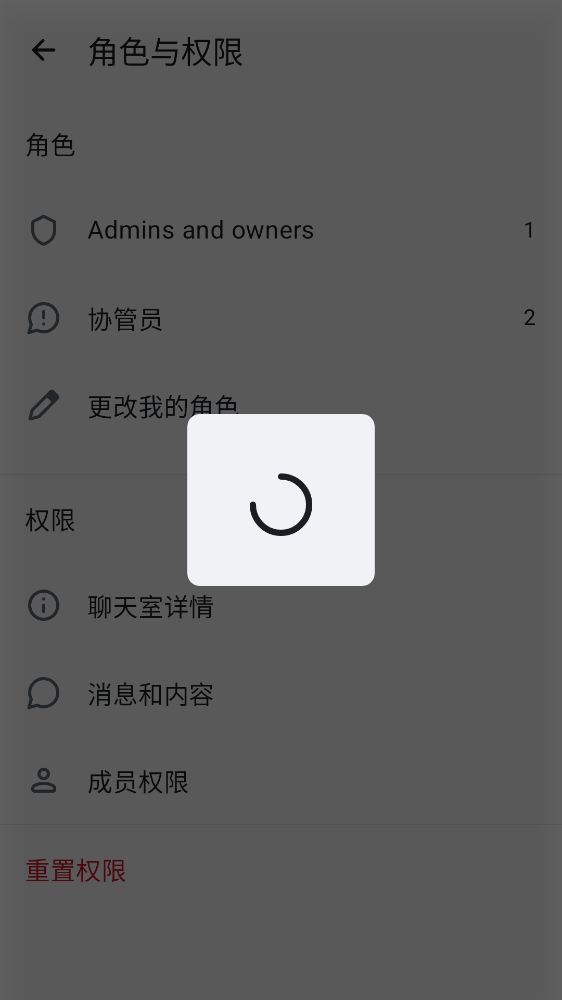 角色与权限
角色
Admins and owners 1
协管员 2
更改我的角色
权限
聊天室详情
消息和内容
成员权限
重置权限